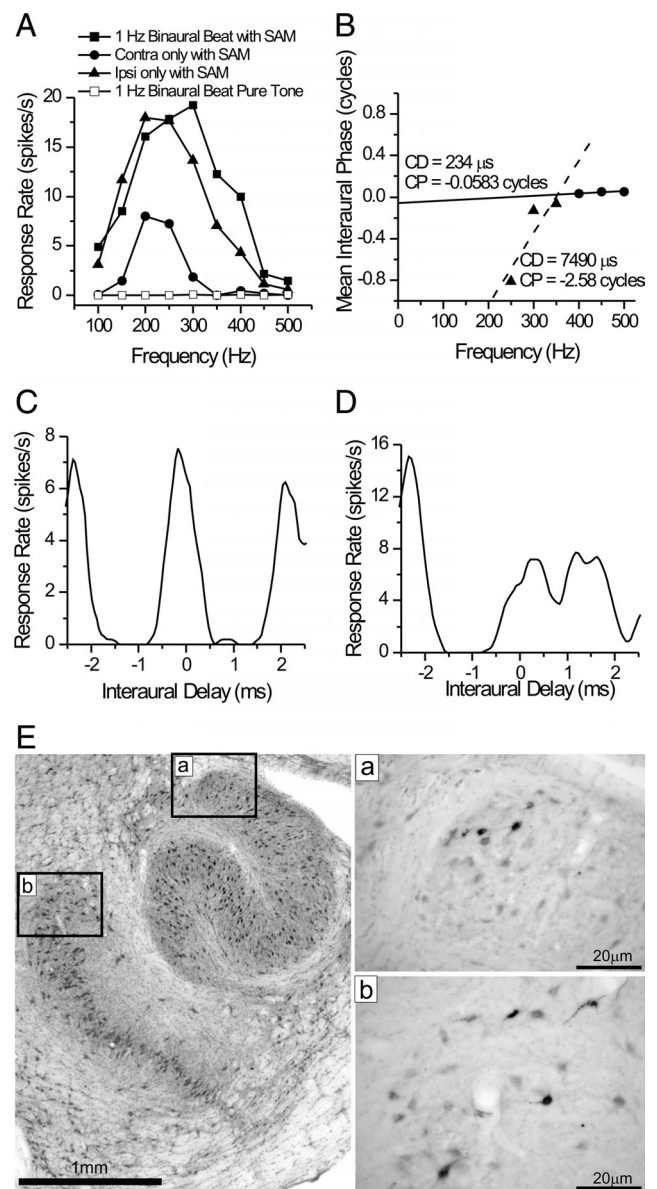 A
1 Hz Binaural Beat with SAM
Contra only with SAM
Ipsi only with SAM
1 Hz Binaural Beat Pure Tone
Response Rate (spikes/s)
20
15
10
5
0
100 200 300 400 500
Frequency (Hz)
B
Mean Interaural Phase (cycles)
0.8
0.4
0.0
-0.4
-0.8
CD = 234 μs
CP = -0.0583 cycles
CD = 7490 μs
CP = -2.58 cycles
0 100 200 300 400 500
Frequency (Hz)
C
Response Rate (spikes/s)
8
6
4
2
0
-2 -1 0 1 2
Interaural Delay (ms)
D
Response Rate (spikes/s)
16
12
8
4
0
-2 -1 0 1 2
Interaural Delay (ms)
E
a
b
1mm
a
20μm
b
20μm